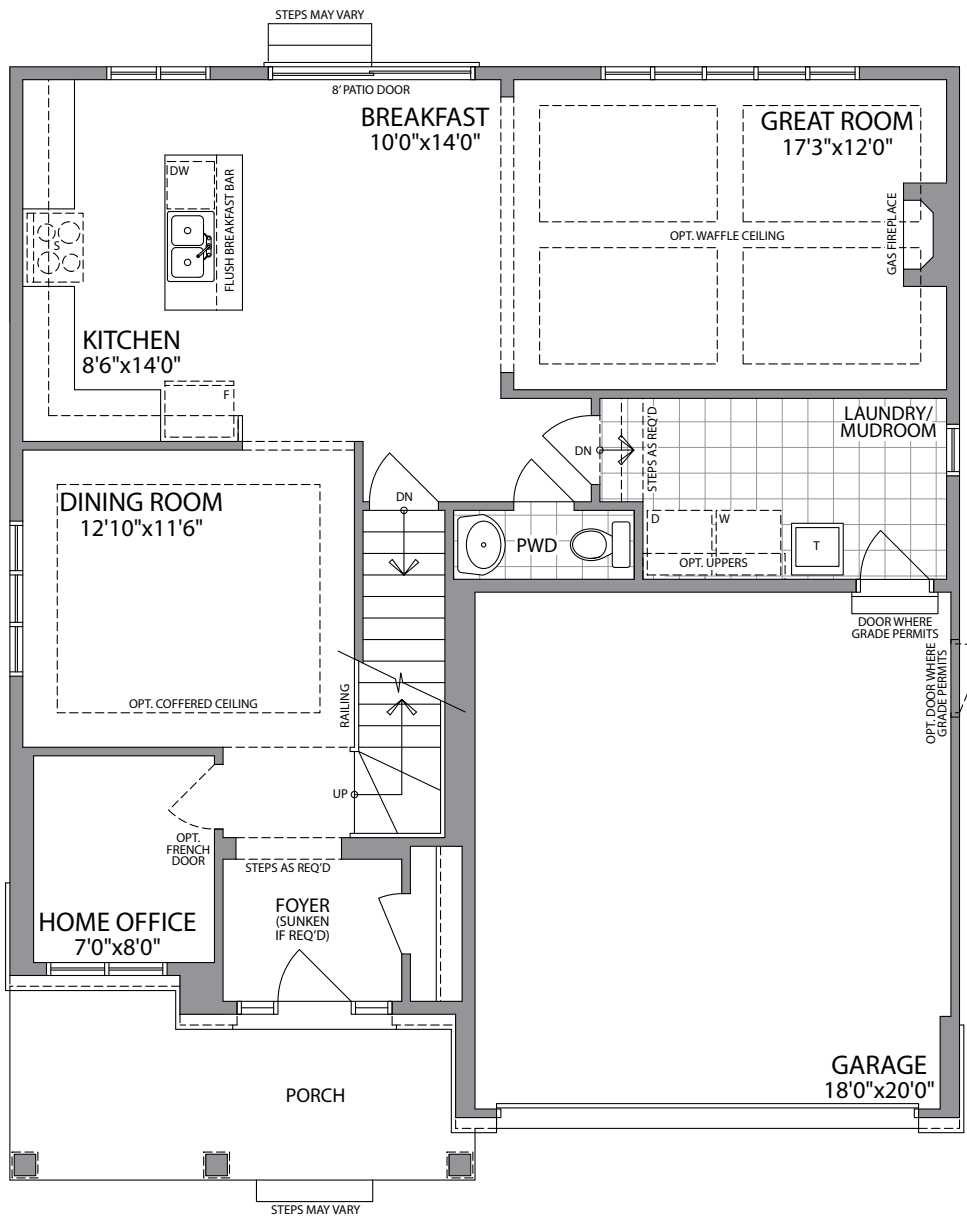 STEPS MAY VARY
8' PATIO DOOR
BREAKFAST
10'0"x14'0"
GREAT ROOM
17'3"x12'0"
DW
FLUSH BREAKFAST BAR
S
OPT. WAFFLE CEILING
GAS FIREPLACE
KITCHEN
8'6"x14'0"
F
LAUNDRY/
MUDROOM
DN
STEPS AS REQ'D
DINING ROOM
12'10"x11'6"
DN
PWD
D
W
T
OPT. UPPERS
DOOR WHERE
GRADE PERMITS
OPT. DOOR WHERE
GRADE PERMITS
OPT. COFFERED CEILING
RAILING
UP
OPT.
FRENCH
DOOR
STEPS AS REQ'D
FOYER
(SUNKEN
IF REQ'D)
HOME OFFICE
7'0"x8'0"
GARAGE
18'0"x20'0"
PORCH
STEPS MAY VARY